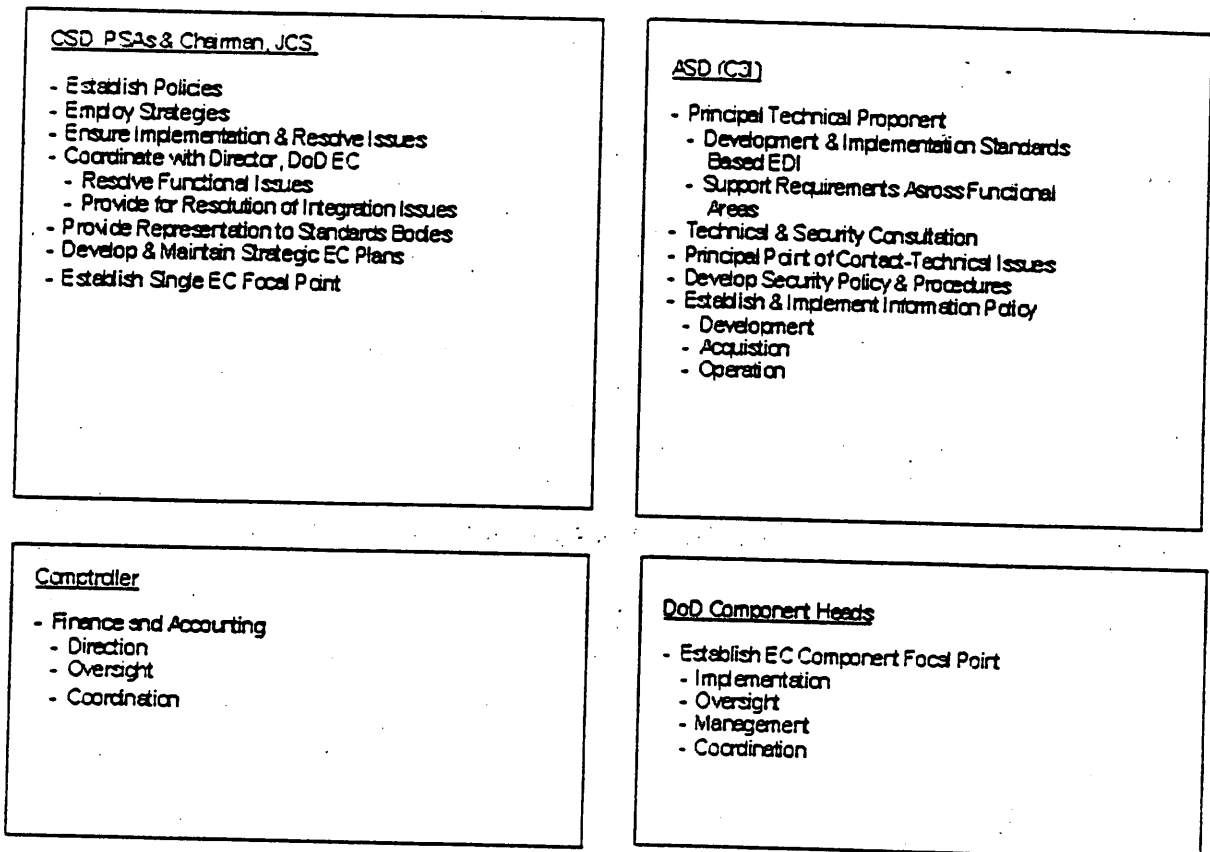 CSD PSAs & Chairman, JCS
- Establish Policies
- Employ Strategies
- Ensure Implementation & Resolve Issues
- Coordinate with Director, DoD EC
- Resolve Functional Issues
- Provide for Resolution of Integration Issues
- Provide Representation to Standards Bodies
- Develop & Maintain Strategic EC Plans
- Establish Single EC Focal Point
ASD (C3I)
- Principal Technical Proponent
- Development & Implementation Standards
Based EDI
- Support Requirements Across Functional
Areas
- Technical & Security Consultation
- Principal Point of Contact-Technical Issues
- Develop Security Policy & Procedures
- Establish & Implement Information Policy
- Development
- Acquistion
- Operation
Comptroller
- Finance and Accounting
- Direction
- Oversight
- Coordination
DoD Component Heads
- Establish EC Component Focal Point
- Implementation
- Oversight
- Management
- Coordination